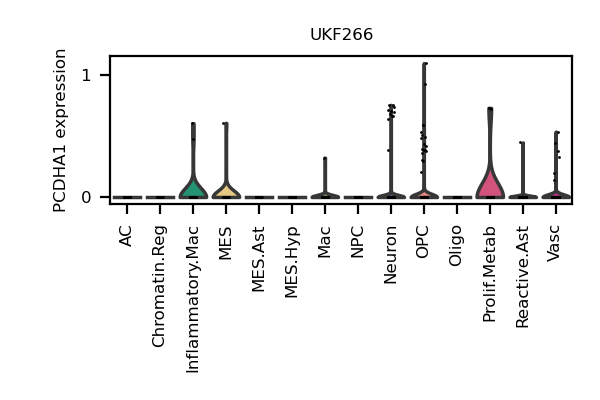 UKF266
PCDHA1 expression
1
0
AC
Chromatin.Reg
Inflammatory.Mac
MES
MES.Ast
MES.Hyp
Mac
NPC
Neuron
OPC
Oligo
Prolif.Metab
Reactive.Ast
Vasc